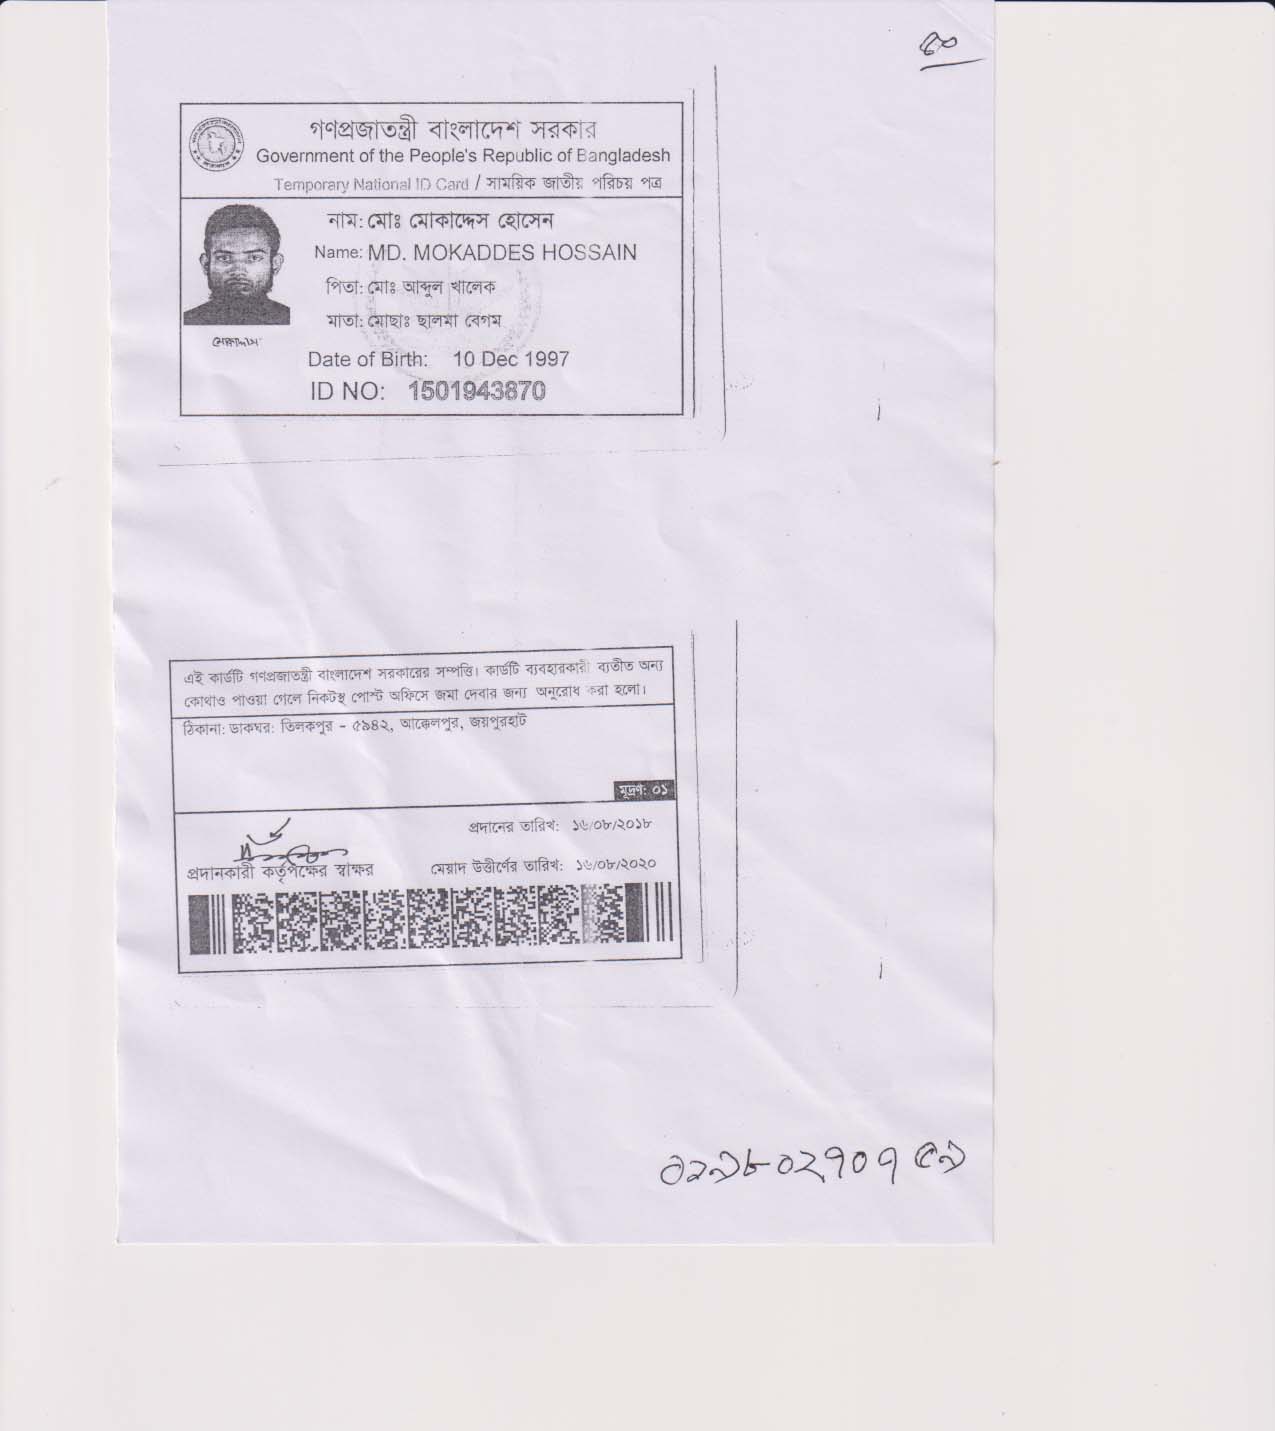 ৫০
গণপ্রজাতন্ত্রী বাংলাদেশ সরকার
Government of the People's Republic of Bangladesh
Temporary National ID Card / সাময়িক জাতীয় পরিচয় পত্র
নাম: মোঃ মোকাদ্দেস হোসেন
Name: MD. MOKADDES HOSSAIN
পিতা: মোঃ আব্দুল খালেক
মাতা: মোছাঃ ছালমা বেগম
Date of Birth: 10 Dec 1997
ID NO: 1501943870
এই কার্ডটি গণপ্রজাতন্ত্রী বাংলাদেশ সরকারের সম্পত্তি। কার্ডটি ব্যবহারকারী ব্যতীত অন্য
কোথাও পাওয়া গেলে নিকটস্থ পোস্ট অফিসে জমা দেবার জন্য অনুরোধ করা হলো।
ঠিকানা: ডাকঘর: তিলকপুর - ৫৯৪২, আক্কেলপুর, জয়পুরহাট
মূদ্রণ: ০১
প্রদানের তারিখ: ১৬/০৮/২০১৮
প্রদানকারী কর্তৃপক্ষের স্বাক্ষর
মেয়াদ উত্তীর্ণের তারিখ: ১৬/০৮/২০২০
০১৯৮০২৭০৭৫৯